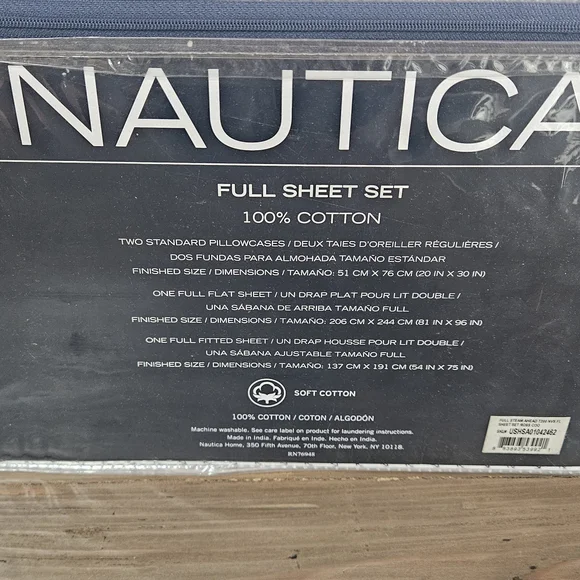 NAUTICA
FULL SHEET SET
100% COTTON
TWO STANDARD PILLOWCASES / DEUX TAIES D'OREILLER RÉGULIÈRES /
DOS FUNDAS PARA ALMOHADA TAMAÑO ESTÁNDAR
FINISHED SIZE / DIMENSIONS / TAMAÑO: 51 CM X 76 CM (20 IN X 30 IN)
ONE FULL FLAT SHEET / UN DRAP PLAT POUR LIT DOUBLE /
UNA SÁBANA DE ARRIBA TAMAÑO FULL
FINISHED SIZE / DIMENSIONS / TAMAÑO: 206 CM X 244 CM (81 IN X 96 IN)
ONE FULL FITTED SHEET / UN DRAP HOUSSE POUR LIT DOUBLE /
UNA SÁBANA AJUSTABLE TAMAÑO FULL
FINISHED SIZE / DIMENSIONS / TAMAÑO: 137 CM X 191 CM (54 IN X 75 IN)
SOFT COTTON
100% COTTON / COTON / ALGODÓN
Machine washable. See care label on product for laundering instructions.
Made in India. Fabriqué en Inde. Hecho en India.
Nautica Home, 350 Fifth Avenue, 70th Floor, New York, NY 10118.
RN76948
SHEET SET
USHSA01042462